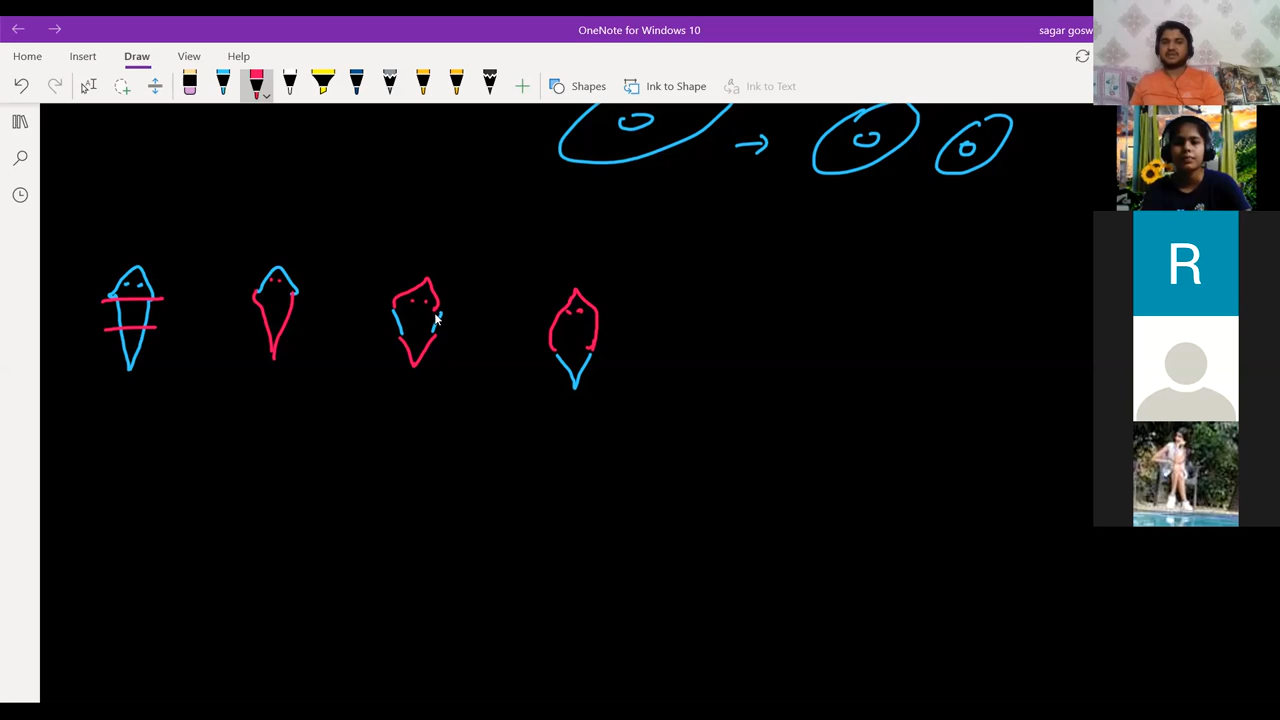 OneNote for Windows 10
sagar gosw
Home Insert Draw View Help
Shapes Ink to Shape Ink to Text
R